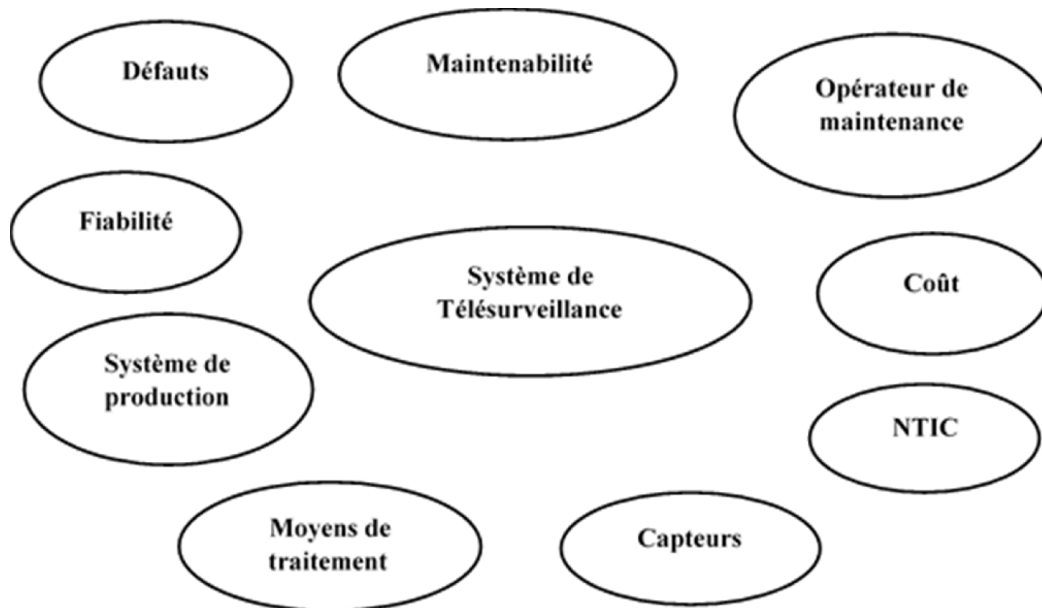 Défauts
Maintenabilité
Opérateur de
maintenance
Fiabilité
Système de
Télésurveillance
Coût
Système de
production
NTIC
Moyens de
traitement
Capteurs